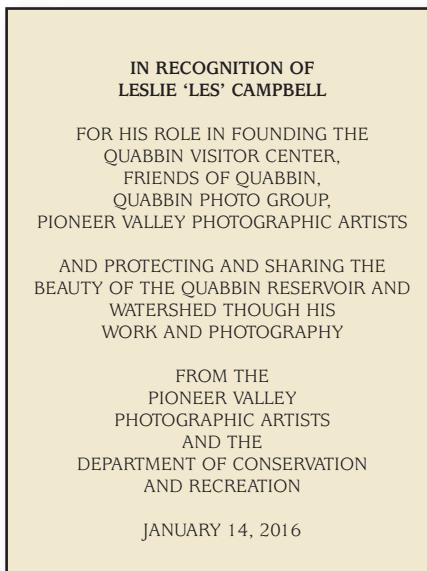 IN RECOGNITION OF
LESLIE ‘LES’ CAMPBELL
FOR HIS ROLE IN FOUNDING THE
QUABBIN VISITOR CENTER,
FRIENDS OF QUABBIN,
QUABBIN PHOTO GROUP,
PIONEER VALLEY PHOTOGRAPHIC ARTISTS
AND PROTECTING AND SHARING THE
BEAUTY OF THE QUABBIN RESERVOIR AND
WATERSHED THOUGH HIS
WORK AND PHOTOGRAPHY
FROM THE
PIONEER VALLEY
PHOTOGRAPHIC ARTISTS
AND THE
DEPARTMENT OF CONSERVATION
AND RECREATION
JANUARY 14, 2016